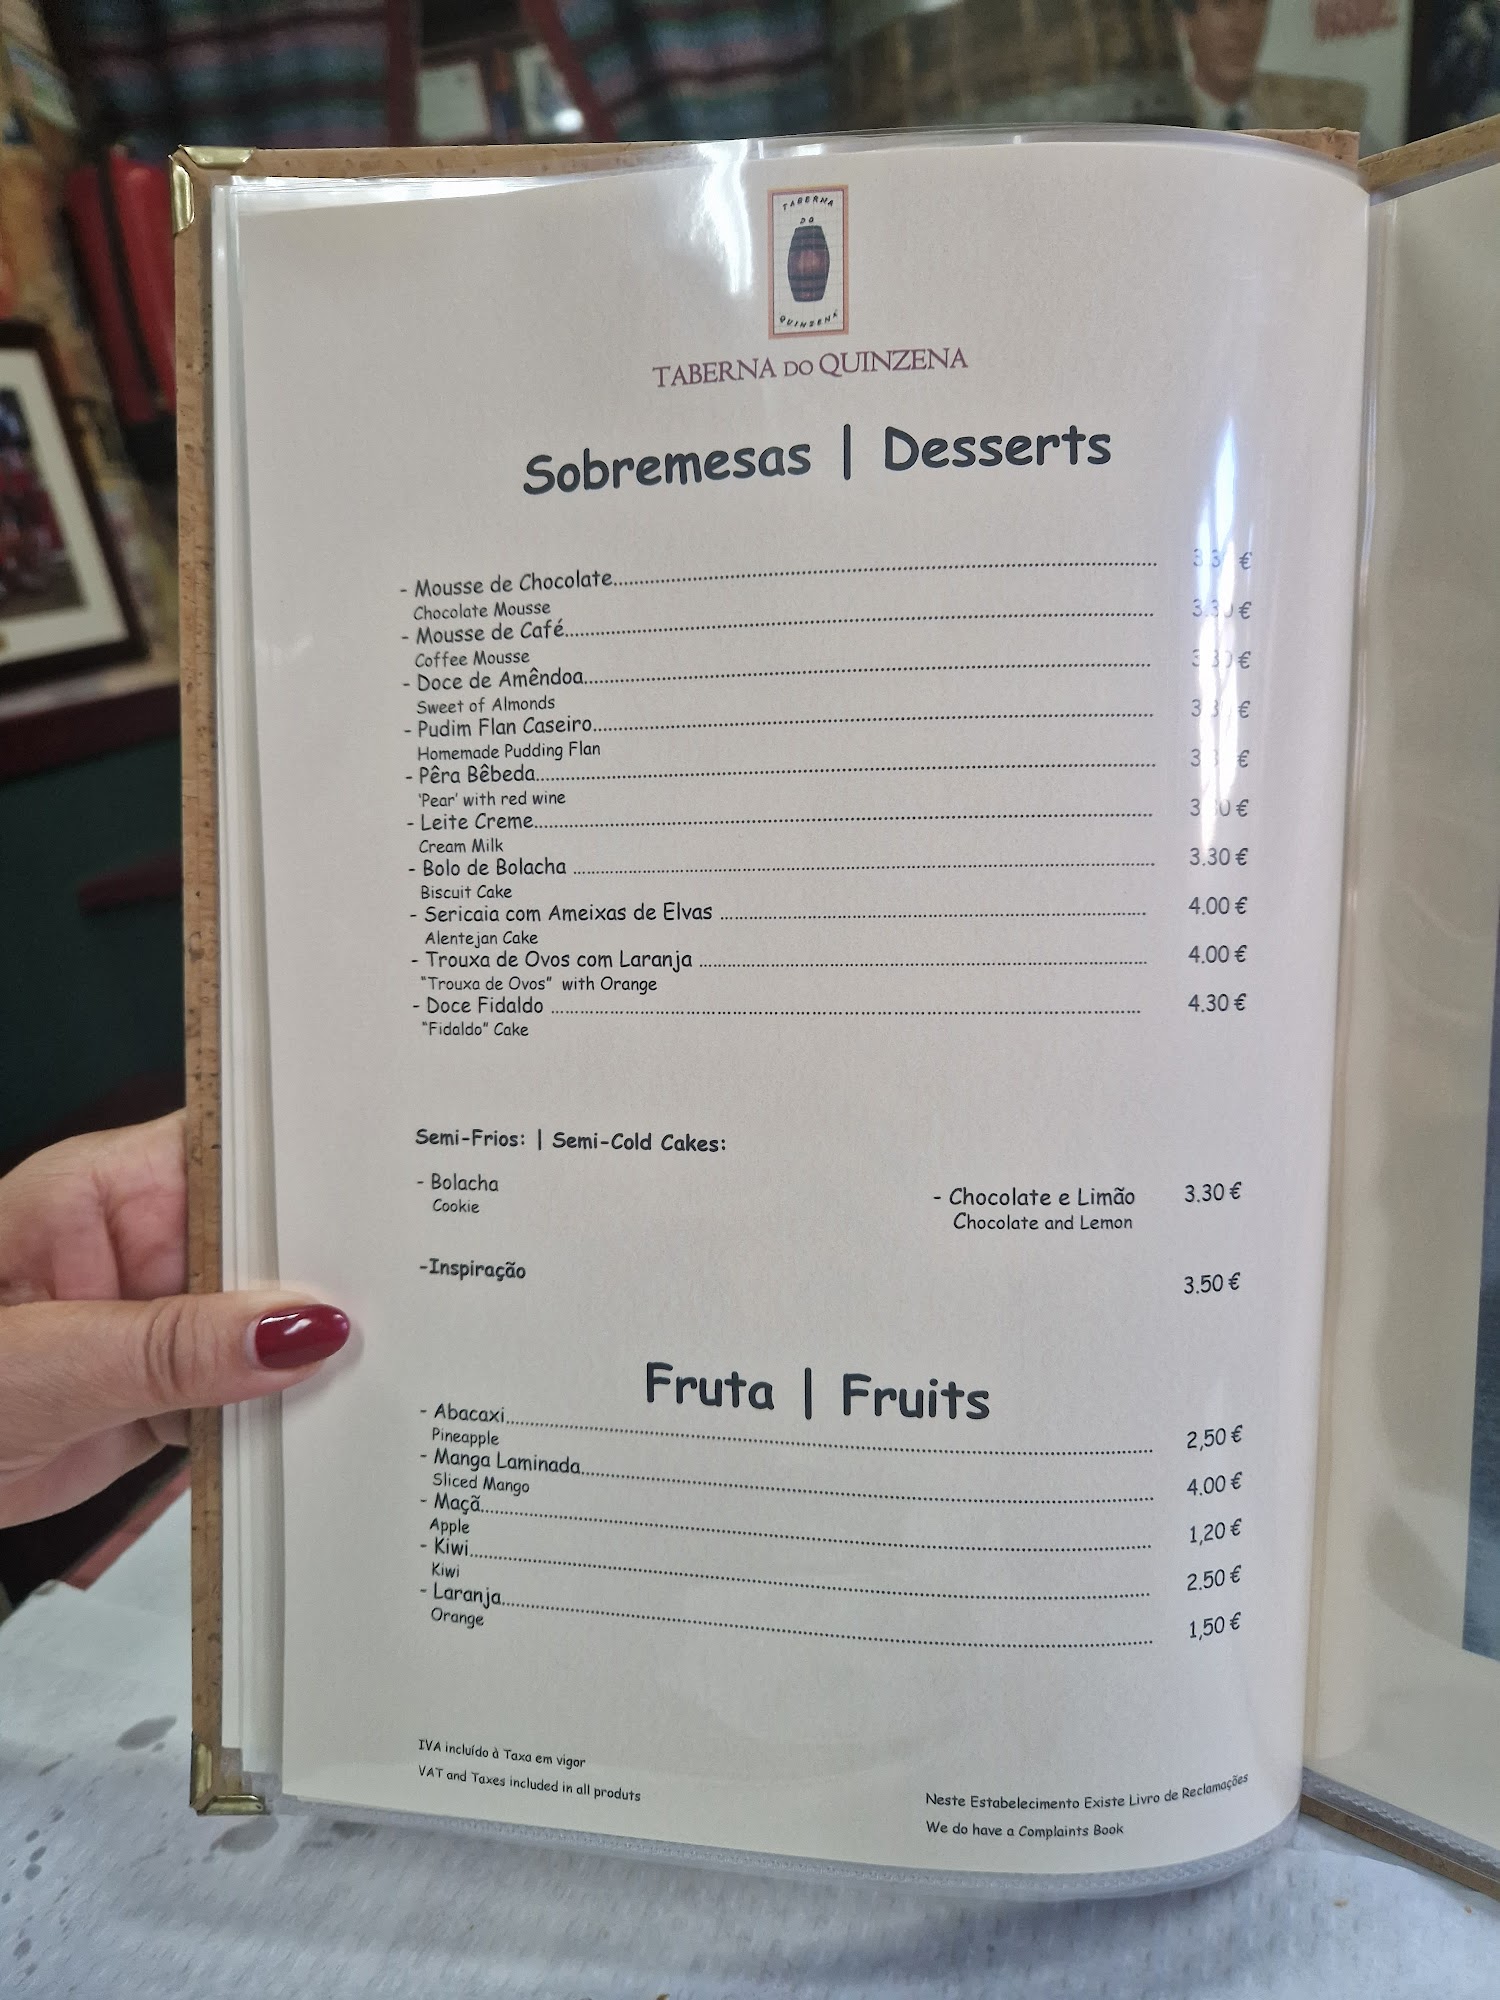 TABERNA
DO
QUINZENA
TABERNA DO QUINZENA
Sobremesas | Desserts
- Mousse de Chocolate........ €
Chocolate Mousse
- Mousse de Café........ 3.30 €
Coffee Mousse
- Doce de Amêndoa........ 3.30 €
Sweet of Almonds
- Pudim Flan Caseiro........ €
Homemade Pudding Flan
- Pêra Bêbeda........ €
'Pear' with red wine
- Leite Creme........ 3.30 €
Cream Milk
- Bolo de Bolacha ........ 3.30 €
Biscuit Cake
- Sericaia com Ameixas de Elvas ........ 4.00 €
Alentejan Cake
- Trouxa de Ovos com Laranja ........ 4.00 €
"Trouxa de Ovos" with Orange
- Doce Fidaldo ........ 4.30 €
"Fidaldo" Cake
Semi-Frios: | Semi-Cold Cakes:
- Bolacha - Chocolate e Limão 3.30 €
Cookie Chocolate and Lemon
-Inspiração 3.50 €
Fruta | Fruits
- Abacaxi........ 2,50 €
Pineapple
- Manga Laminada........ 4.00 €
Sliced Mango
- Maçã........ 1,20 €
Apple
- Kiwi........ 2.50 €
Kiwi
- Laranja........ 1,50 €
Orange
IVA incluído à Taxa em vigor
VAT and Taxes included in all produts
Neste Estabelecimento Existe Livro de Reclamações
We do have a Complaints Book